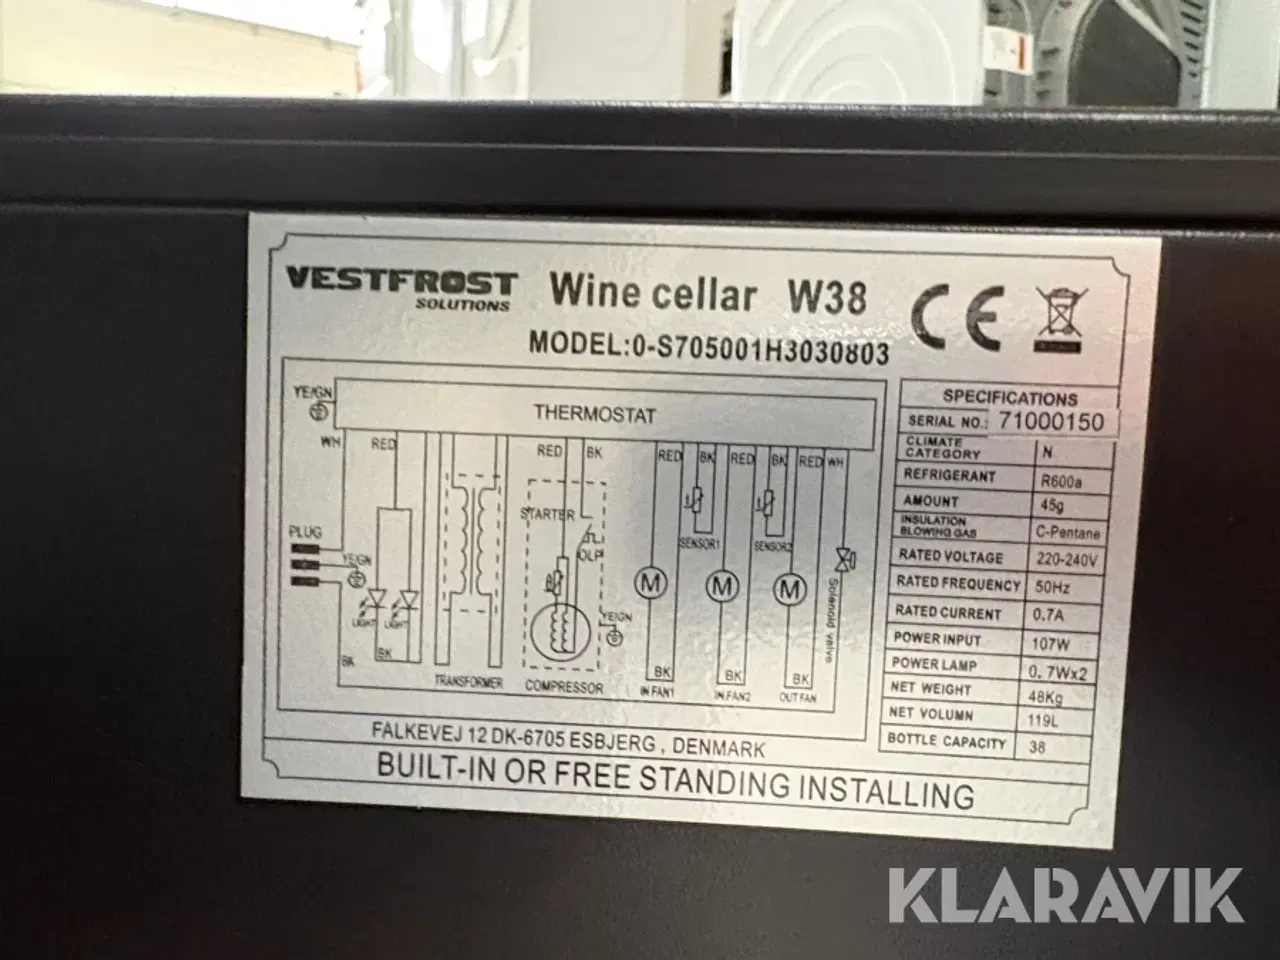 VESTFROST
SOLUTIONS
Wine cellar W38
MODEL:0-S705001H3030803
YE/GN
THERMOSTAT
WH
RED
RED
BK
RED
BK
RED
BK
RED
WH
STARTER
OLP
PLUG
YE/GN
SENSOR1
SENSOR2
M
M
M
Solenoid valve
LIGHT
LIGHT
YE/GN
BK
BK
BK
BK
BK
TRANSFORMER
COMPRESSOR
IN FAN1
IN FAN2
OUT FAN
SPECIFICATIONS
SERIAL NO.: 71000150
CLIMATE CATEGORY N
REFRIGERANT R600a
AMOUNT 45g
INSULATION BLOWING GAS C-Pentane
RATED VOLTAGE 220-240V
RATED FREQUENCY 50Hz
RATED CURRENT 0.7A
POWER INPUT 107W
POWER LAMP 0.7Wx2
NET WEIGHT 48Kg
NET VOLUMN 119L
BOTTLE CAPACITY 38
FALKEVEJ 12 DK-6705 ESBJERG, DENMARK
BUILT-IN OR FREE STANDING INSTALLING
KLARAVIK